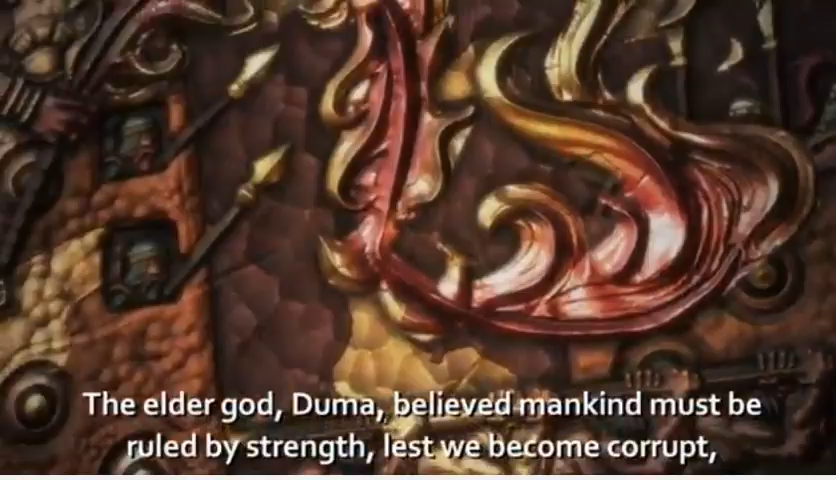 The elder god, Duma, believed mankind must be
ruled by strength, lest we become corrupt,